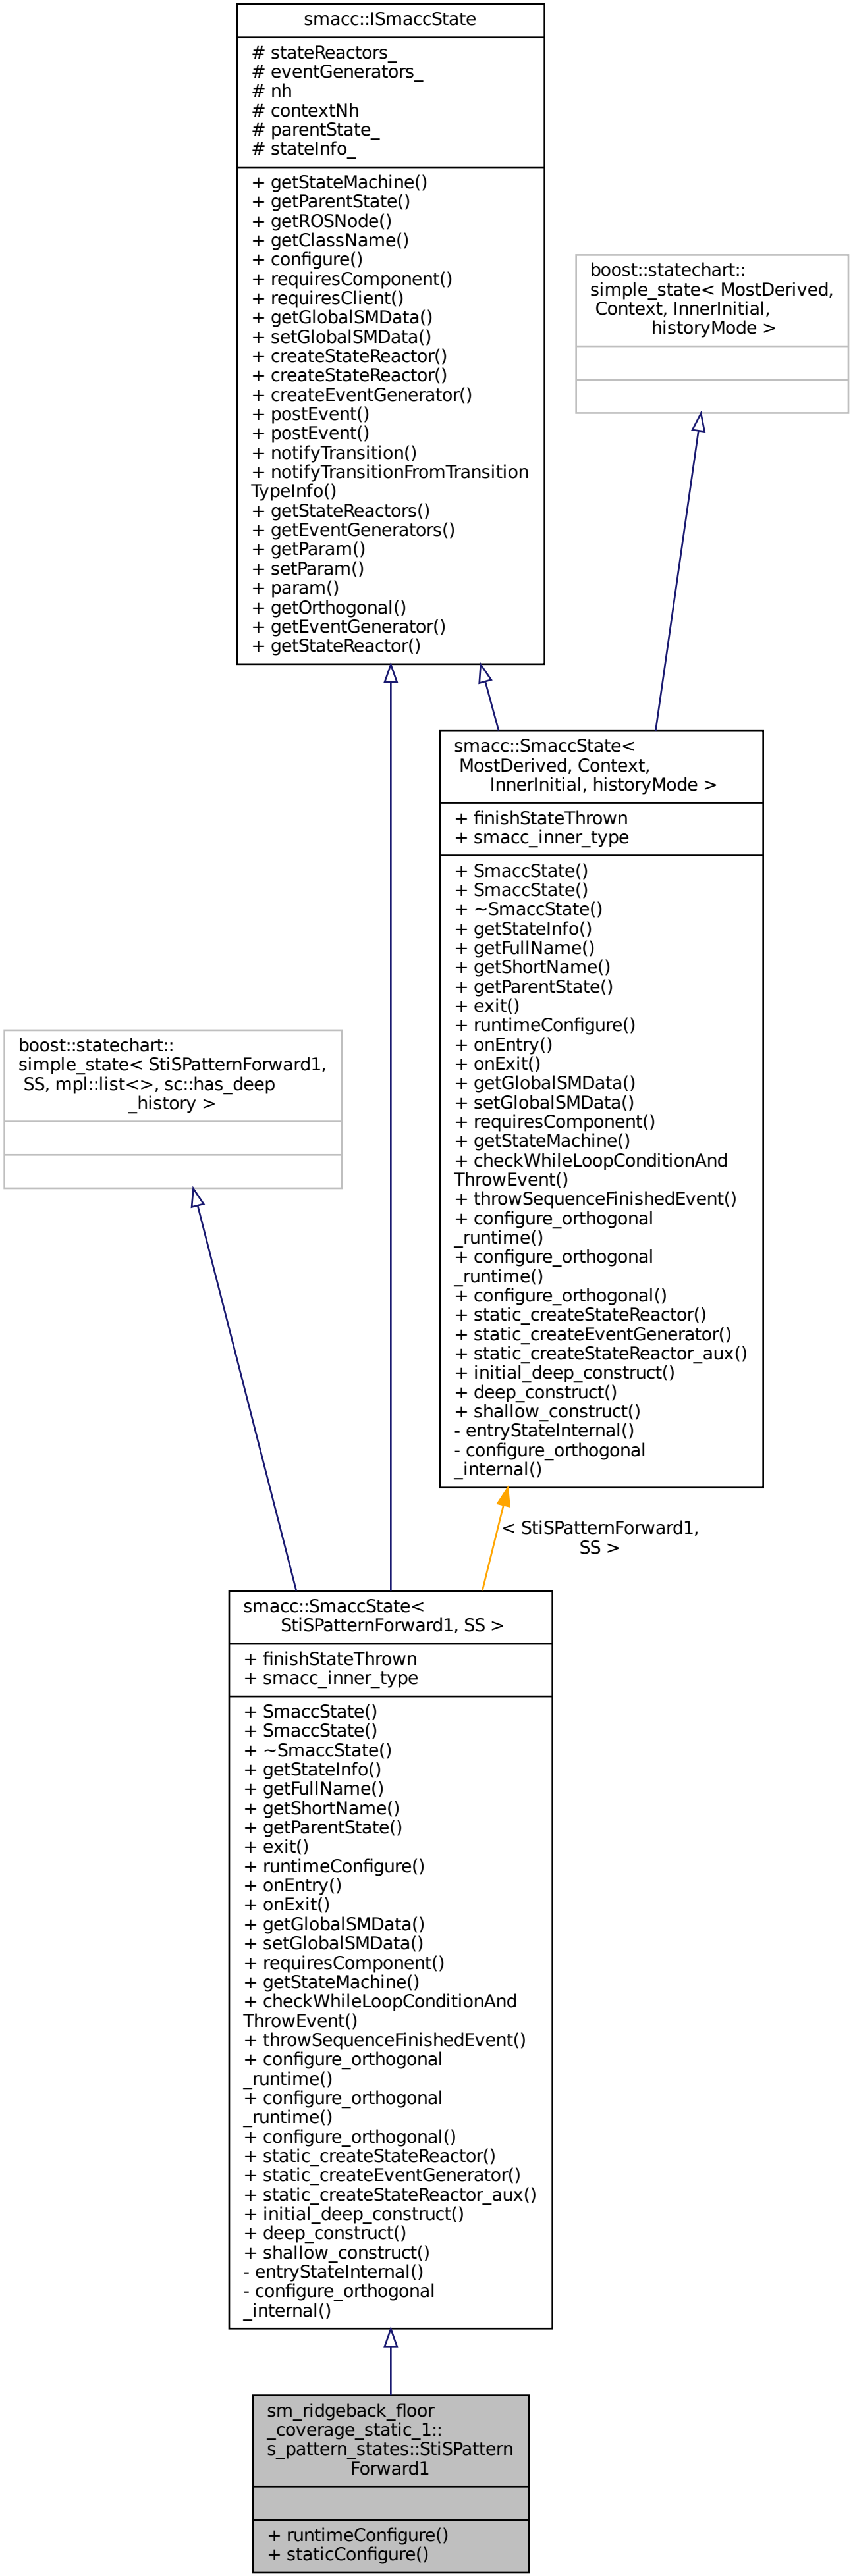 smacc::ISmaccState
# stateReactors_
# eventGenerators_
# nh
# contextNh
# parentState_
# stateInfo_
+ getStateMachine()
+ getParentState()
+ getROSNode()
+ getClassName()
+ configure()
+ requiresComponent()
+ requiresClient()
+ getGlobalSMData()
+ setGlobalSMData()
+ createStateReactor()
+ createStateReactor()
+ createEventGenerator()
+ postEvent()
+ postEvent()
+ notifyTransition()
+ notifyTransitionFromTransition
TypeInfo()
+ getStateReactors()
+ getEventGenerators()
+ getParam()
+ setParam()
+ param()
+ getOrthogonal()
+ getEventGenerator()
+ getStateReactor()
boost::statechart::
simple_state< MostDerived,
Context, InnerInitial,
historyMode >
smacc::SmaccState<
MostDerived, Context,
InnerInitial, historyMode >
+ finishStateThrown
+ smacc_inner_type
+ SmaccState()
+ SmaccState()
+ ~SmaccState()
+ getStateInfo()
+ getFullName()
+ getShortName()
+ getParentState()
+ exit()
+ runtimeConfigure()
+ onEntry()
+ onExit()
+ getGlobalSMData()
+ setGlobalSMData()
+ requiresComponent()
+ getStateMachine()
+ checkWhileLoopConditionAnd
ThrowEvent()
+ throwSequenceFinishedEvent()
+ configure_orthogonal
_runtime()
+ configure_orthogonal
_runtime()
+ configure_orthogonal()
+ static_createStateReactor()
+ static_createEventGenerator()
+ static_createStateReactor_aux()
+ initial_deep_construct()
+ deep_construct()
+ shallow_construct()
- entryStateInternal()
- configure_orthogonal
_internal()
boost::statechart::
simple_state< StiSPatternForward1,
SS, mpl::list<>, sc::has_deep
_history >
< StiSPatternForward1,
SS >
smacc::SmaccState<
StiSPatternForward1, SS >
+ finishStateThrown
+ smacc_inner_type
+ SmaccState()
+ SmaccState()
+ ~SmaccState()
+ getStateInfo()
+ getFullName()
+ getShortName()
+ getParentState()
+ exit()
+ runtimeConfigure()
+ onEntry()
+ onExit()
+ getGlobalSMData()
+ setGlobalSMData()
+ requiresComponent()
+ getStateMachine()
+ checkWhileLoopConditionAnd
ThrowEvent()
+ throwSequenceFinishedEvent()
+ configure_orthogonal
_runtime()
+ configure_orthogonal
_runtime()
+ configure_orthogonal()
+ static_createStateReactor()
+ static_createEventGenerator()
+ static_createStateReactor_aux()
+ initial_deep_construct()
+ deep_construct()
+ shallow_construct()
- entryStateInternal()
- configure_orthogonal
_internal()
sm_ridgeback_floor
_coverage_static_1::
s_pattern_states::StiSPattern
Forward1
+ runtimeConfigure()
+ staticConfigure()